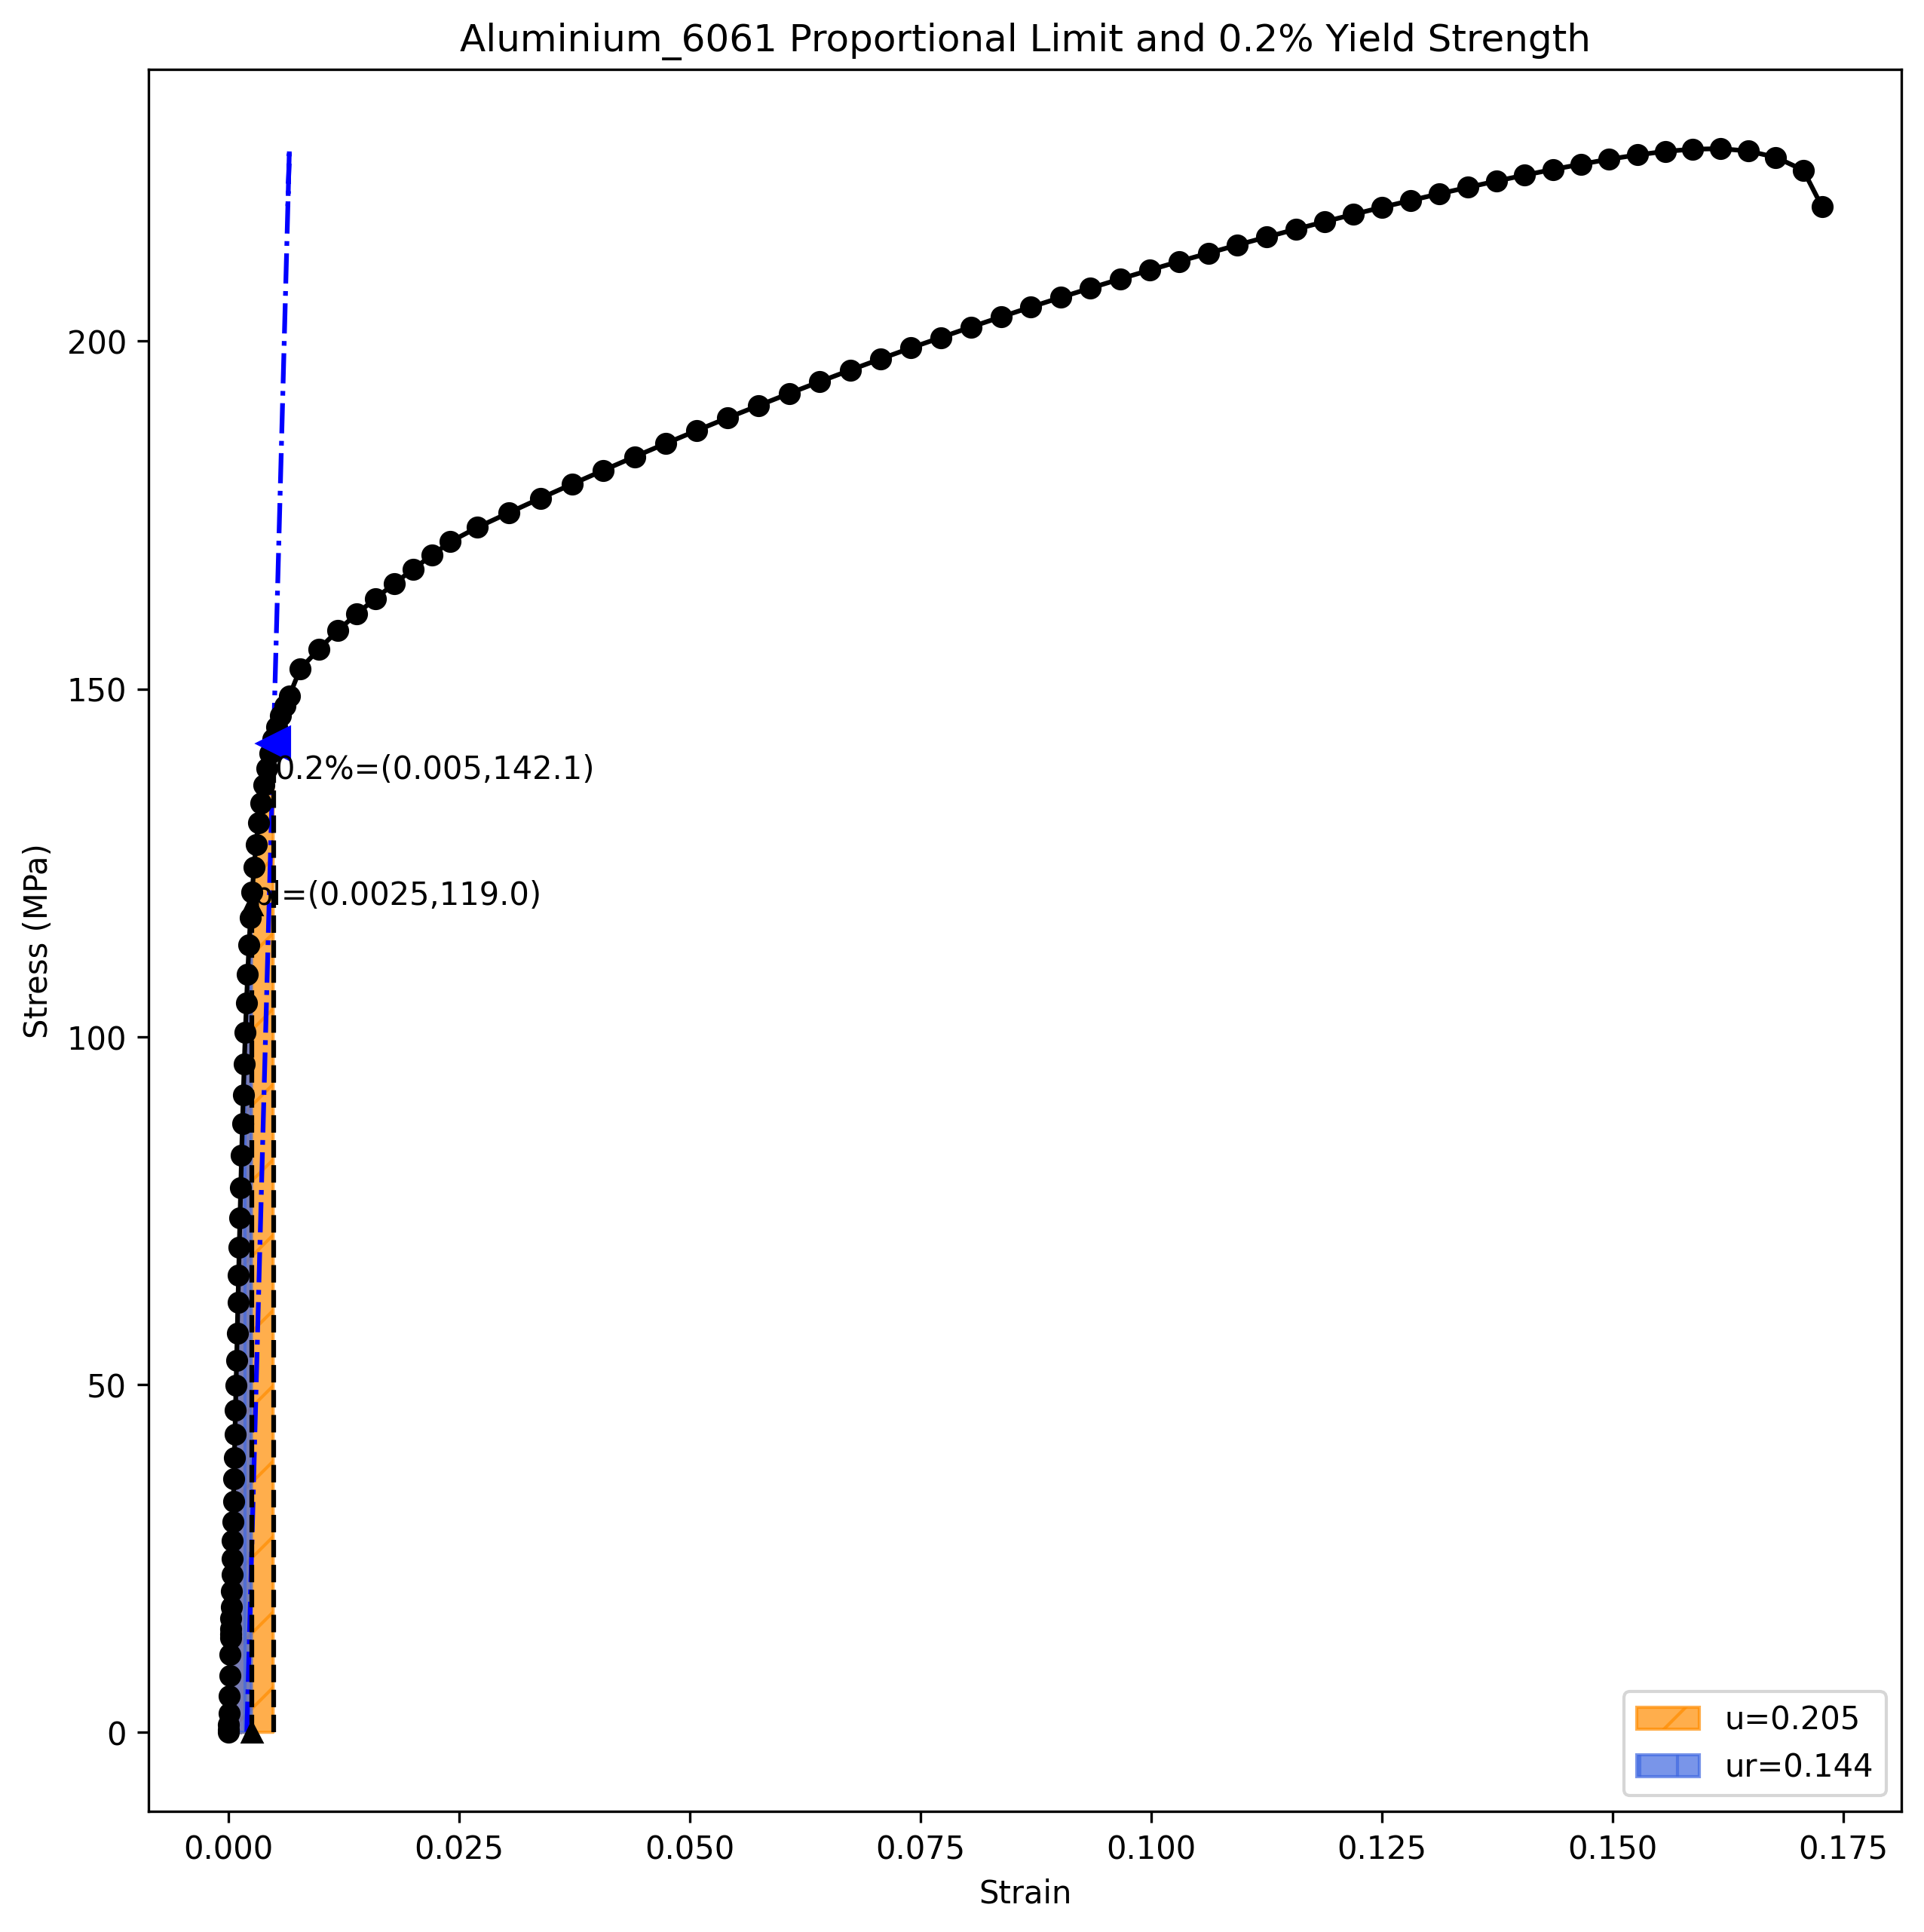 Aluminium_6061 Proportional Limit and 0.2% Yield Strength
Stress (MPa)
200
150
100
50
0
0.2%=(0.005,142.1)
pl=(0.0025,119.0)
u=0.205
ur=0.144
0.000 0.025 0.050 0.075 0.100 0.125 0.150 0.175
Strain